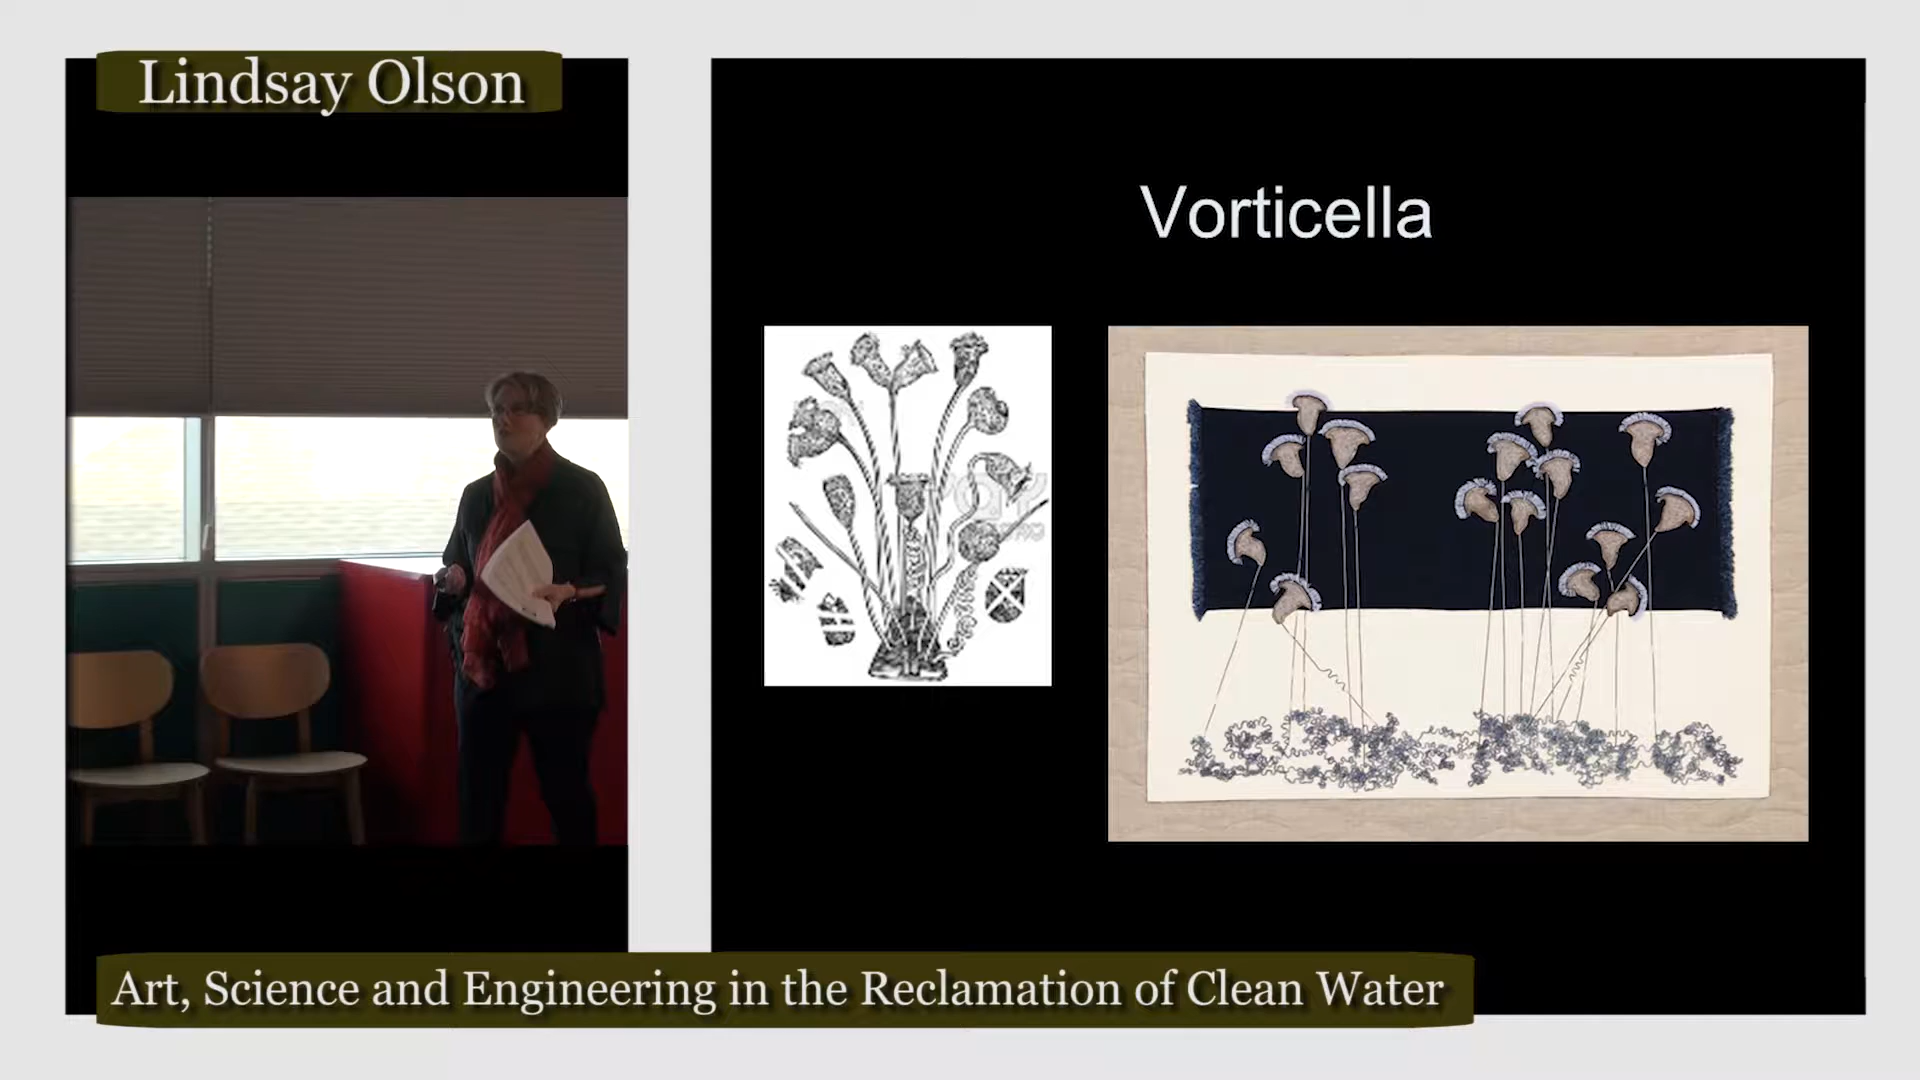 Lindsay Olson
Vorticella
Art, Science and Engineering in the Reclamation of Clean Water